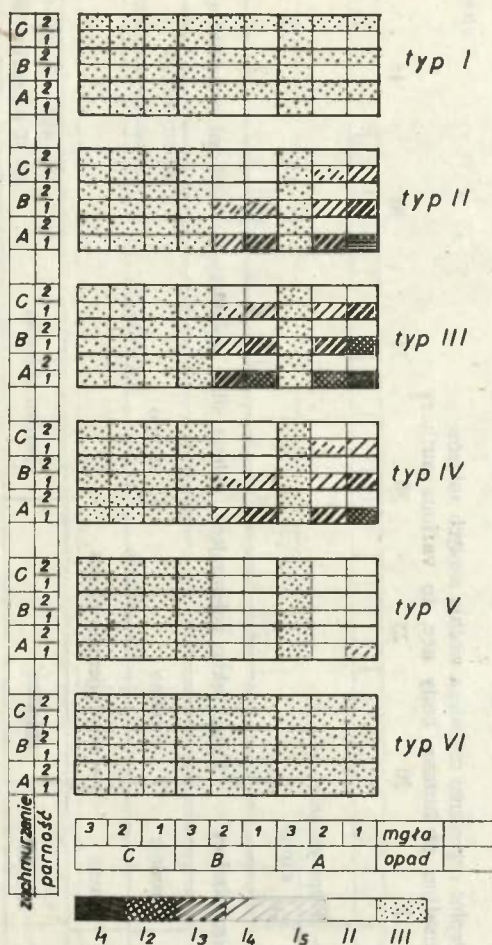 C 2
1
B 2
1
A 2
1
typ I
C 2
1
B 2
1
A 2
1
typ II
C 2
1
B 2
1
A 2
1
typ III
C 2
1
B 2
1
A 2
1
typ IV
C 2
1
B 2
1
A 2
1
typ V
C 2
1
B 2
1
A 2
1
typ VI
zachmurzenie
parność
3 2 1 3 2 1 3 2 1 mgła
C B A opad
I1 I2 I3 I4 I5 II III